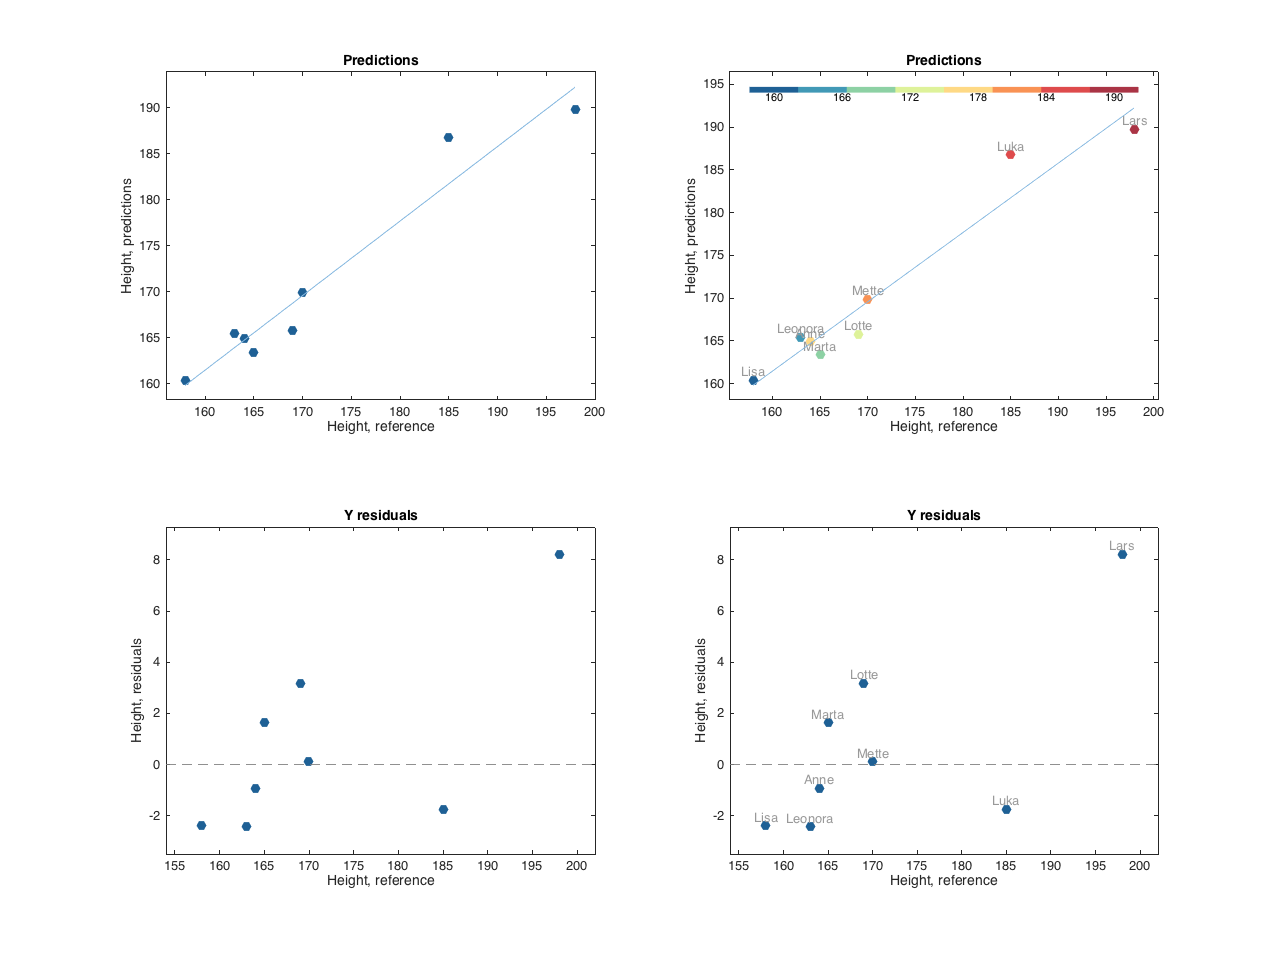 Predictions
190
185
180
175
170
165
160
Height, predictions
160 165 170 175 180 185 190 195 200
Height, reference
Predictions
195
190
185
180
175
170
165
160
Height, predictions
160 166 172 178 184 190
Lars
Luka
Mette
Lotte
Leonora
Anne
Marta
Lisa
160 165 170 175 180 185 190 195 200
Height, reference
Y residuals
8
6
4
2
0
-2
Height, residuals
155 160 165 170 175 180 185 190 195 200
Height, reference
Y residuals
8
6
4
2
0
-2
Height, residuals
Lars
Lotte
Marta
Mette
Anne
Luka
Lisa
Leonora
155 160 165 170 175 180 185 190 195 200
Height, reference